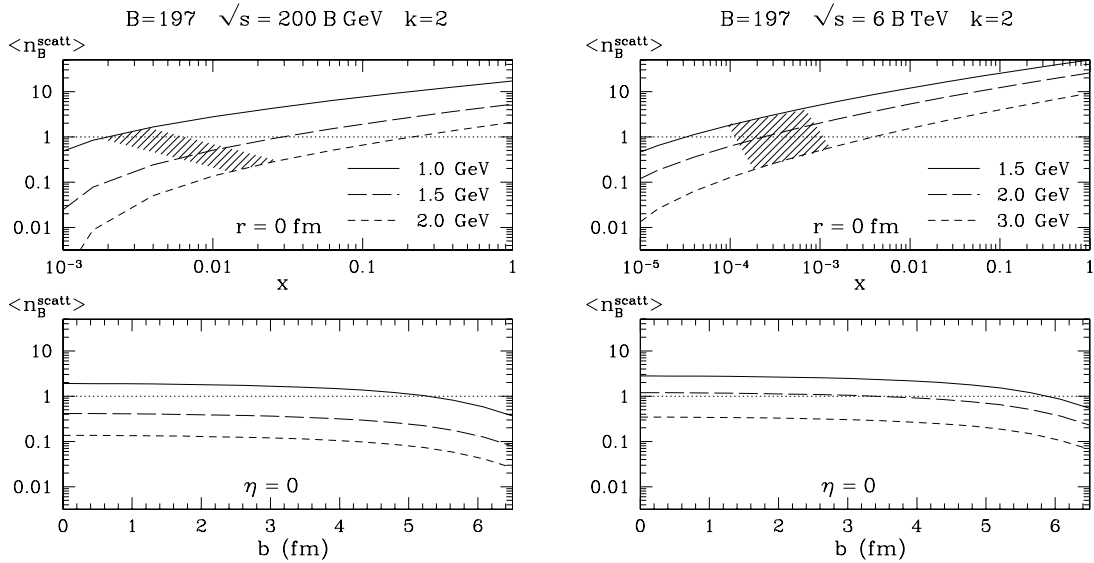 B=197 √s = 200 B GeV k=2
<n_B^scatt>
10
1
0.1
0.01
1.0 GeV
1.5 GeV
2.0 GeV
r = 0 fm
10⁻³ 0.01 0.1 1
x
<n_B^scatt>
10
1
0.1
0.01
η = 0
0 1 2 3 4 5 6
b (fm)
B=197 √s = 6 B TeV k=2
<n_B^scatt>
10
1
0.1
0.01
1.5 GeV
2.0 GeV
3.0 GeV
r = 0 fm
10⁻⁵ 10⁻⁴ 10⁻³ 0.01 0.1 1
x
<n_B^scatt>
10
1
0.1
0.01
η = 0
0 1 2 3 4 5 6
b (fm)